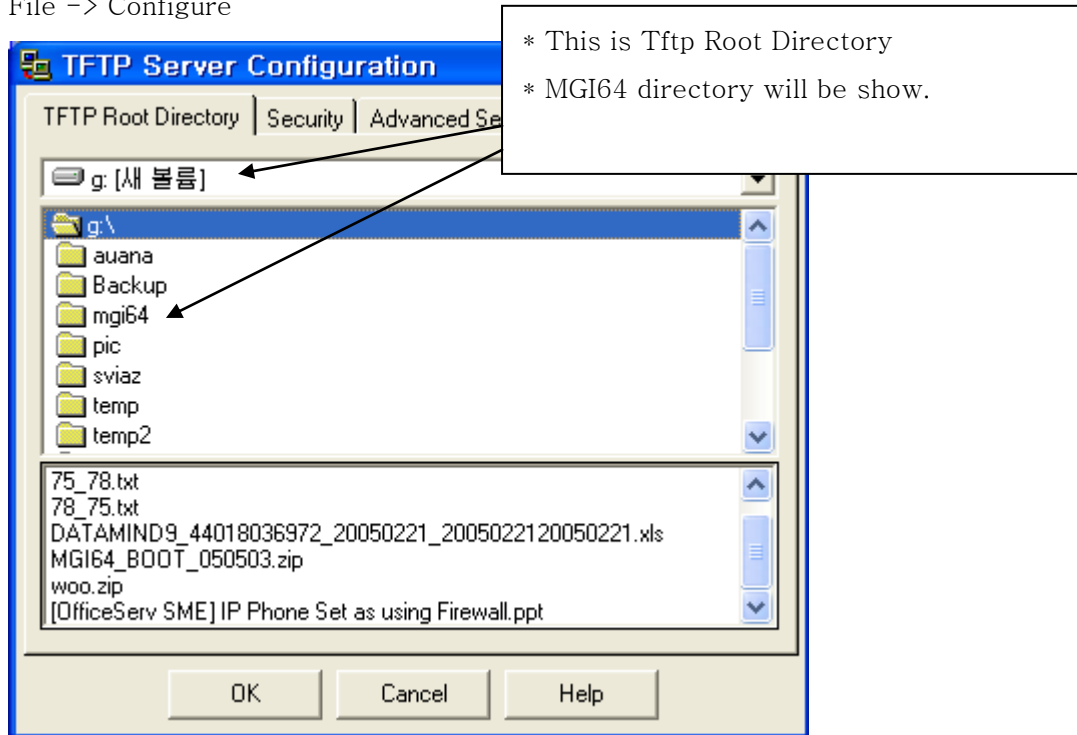 File -> Configure
* This is Tftp Root Directory
* MGI64 directory will be show.
TFTP Server Configuration
TFTP Root Directory
Security
Advanced Se
g: [새 볼륨]
g:\
auana
Backup
mgi64
pic
sviaz
temp
temp2
75_78.txt
78_75.txt
DATAMIND9_44018036972_20050221_2005022120050221.xls
MGI64_BOOT_050503.zip
woo.zip
[OfficeServ SME] IP Phone Set as using Firewall.ppt
OK
Cancel
Help